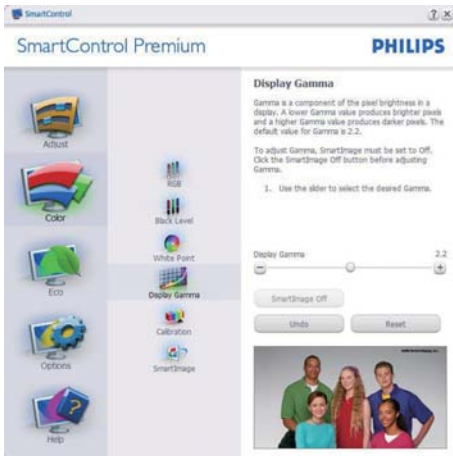 SmartControl
SmartControl Premium
PHILIPS
Adjust
Color
Eco
Options
Help
RGB
Black Level
White Point
Display Gamma
Calibration
SmartImage
Display Gamma
Gamma is a component of the pixel brightness in a
display. A lower Gamma value produces brighter pixels
and a higher Gamma value produces darker pixels. The
default value for Gamma is 2.2.
To adjust Gamma, SmartImage must be set to Off.
Click the SmartImage Off button before adjusting
Gamma.
1. Use the slider to select the desired Gamma.
Display Gamma 2.2
SmartImage Off
Undo Reset